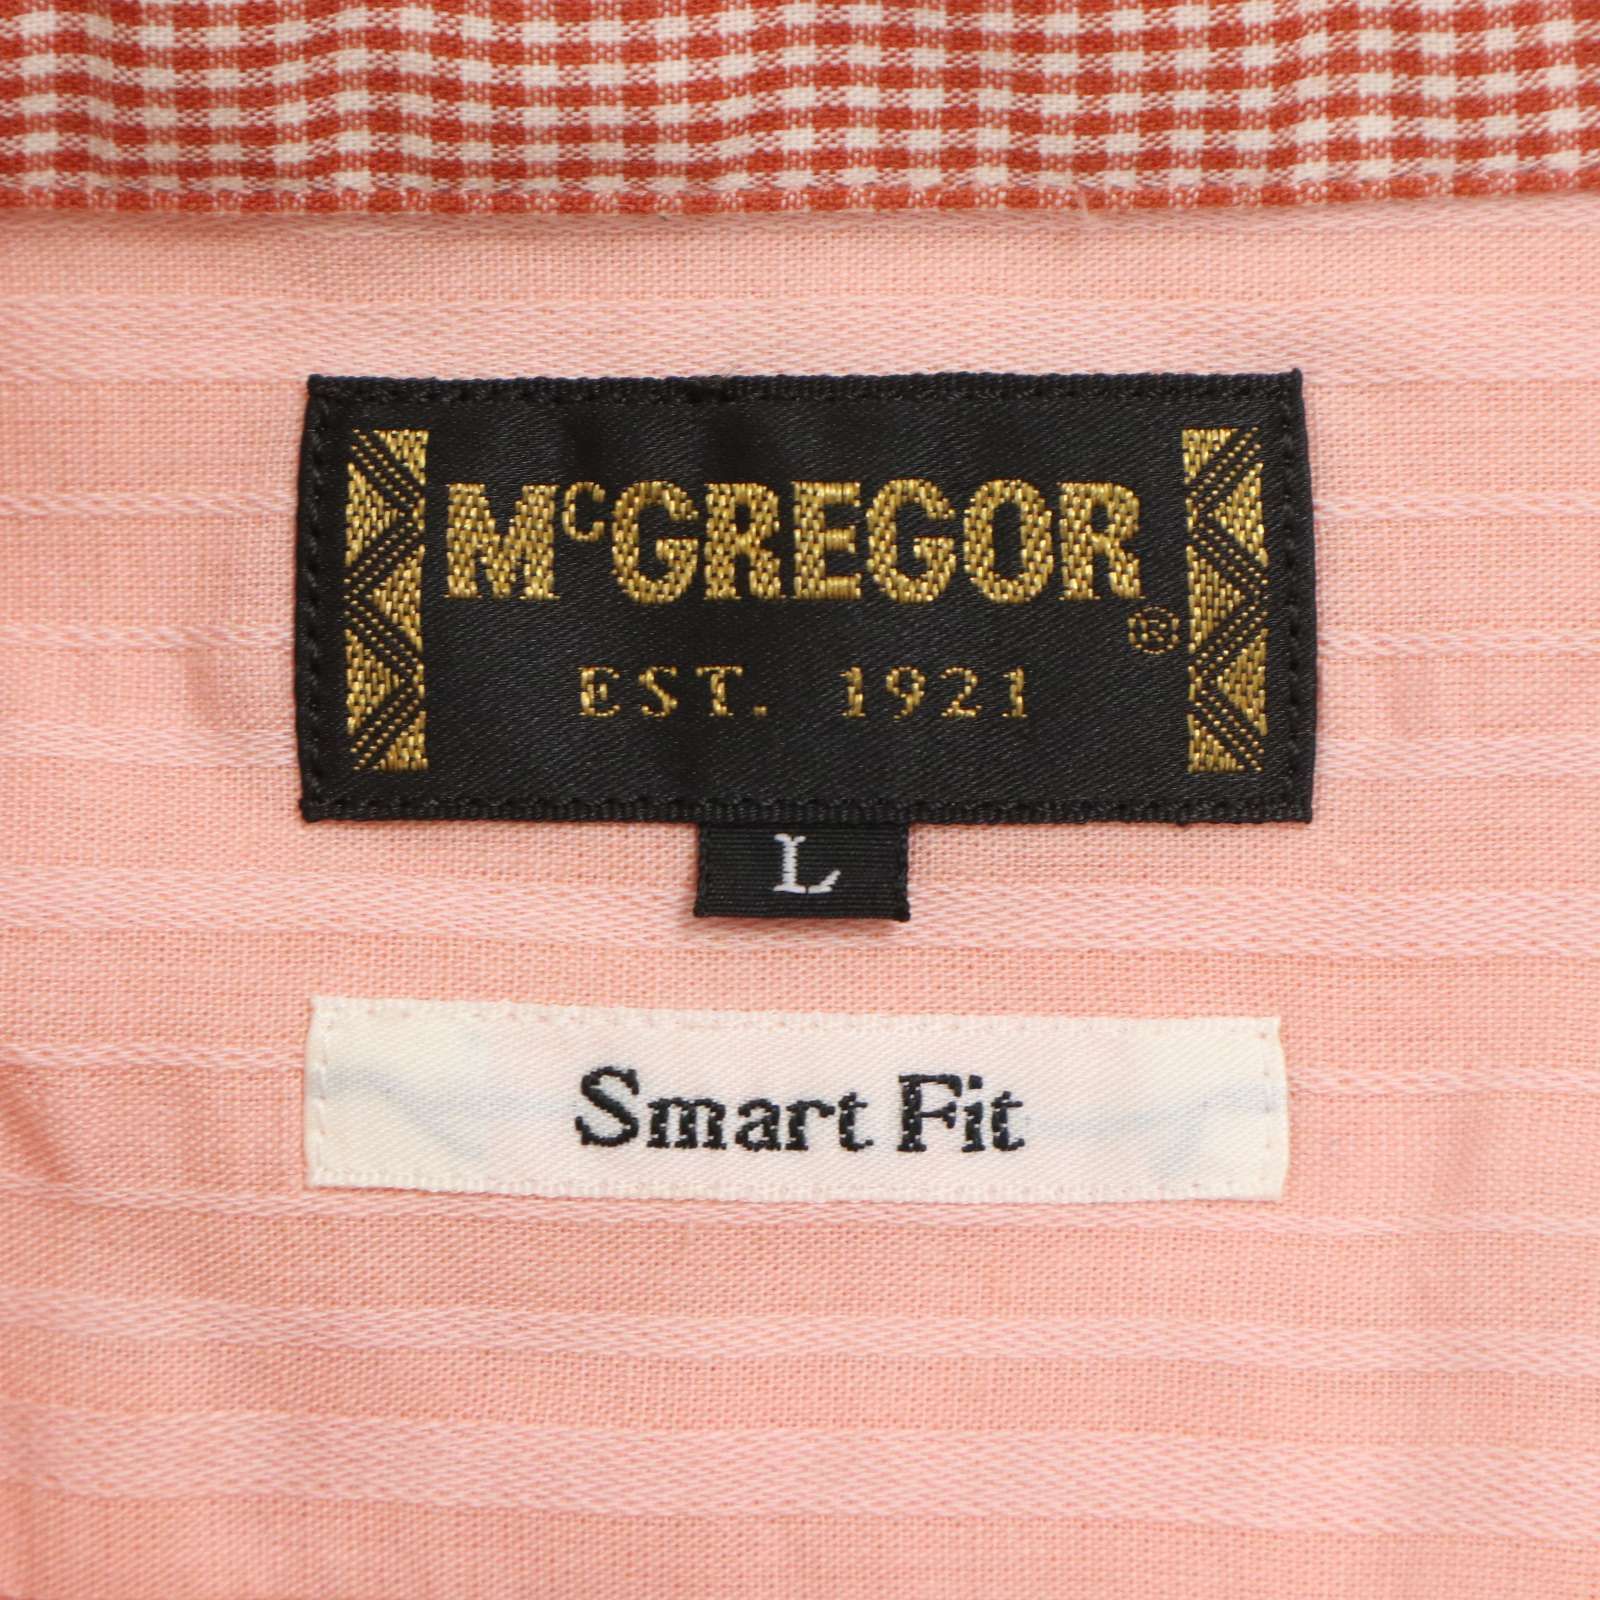 McGREGOR®
EST. 1921
L
Smart Fit